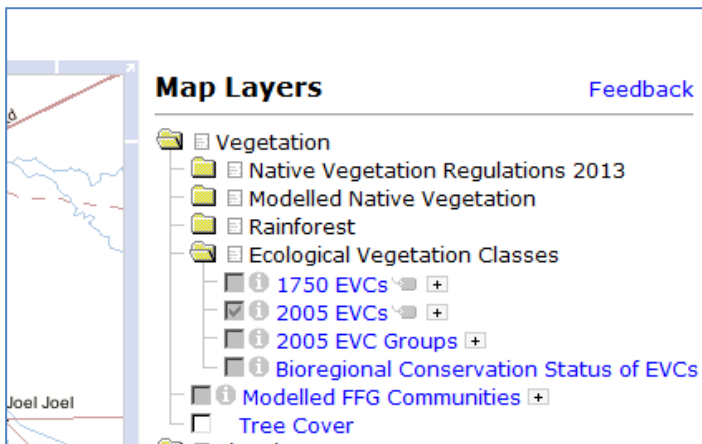 Map Layers
Feedback
Vegetation
Native Vegetation Regulations 2013
Modelled Native Vegetation
Rainforest
Ecological Vegetation Classes
1750 EVCs
2005 EVCs
2005 EVC Groups
Bioregional Conservation Status of EVCs
Modelled FFG Communities
Joel Joel
Tree Cover